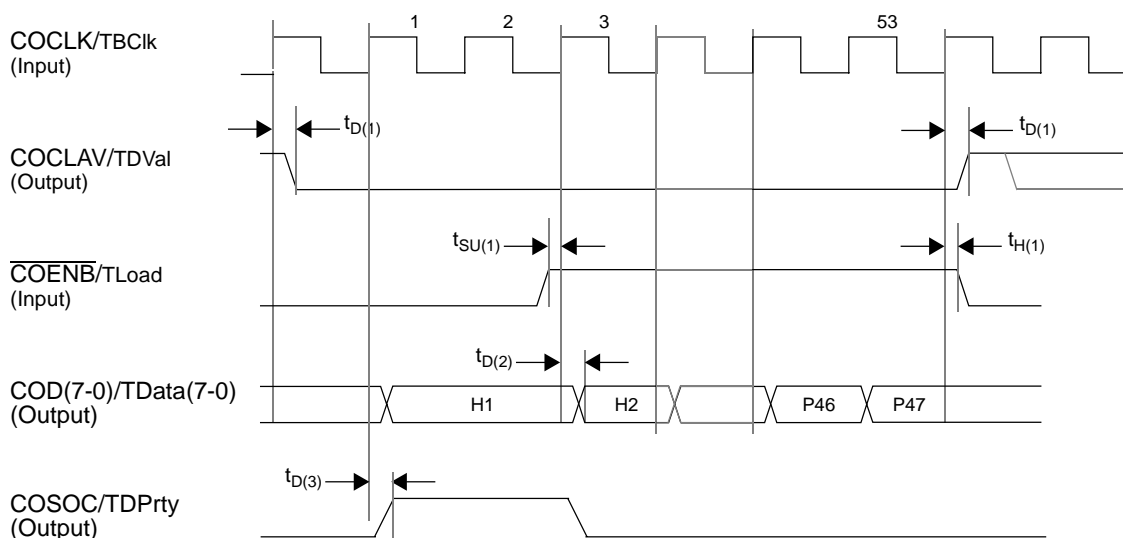 1 2 3 53
COCLK/TBClk
(Input)
tD(1) tD(1)
COCLAV/TDVal
(Output)
tSU(1) tH(1)
COENB/TLoad
(Input)
tD(2)
COD(7-0)/TData(7-0)
(Output)
H1 H2 P46 P47
tD(3)
COSOC/TDPrty
(Output)